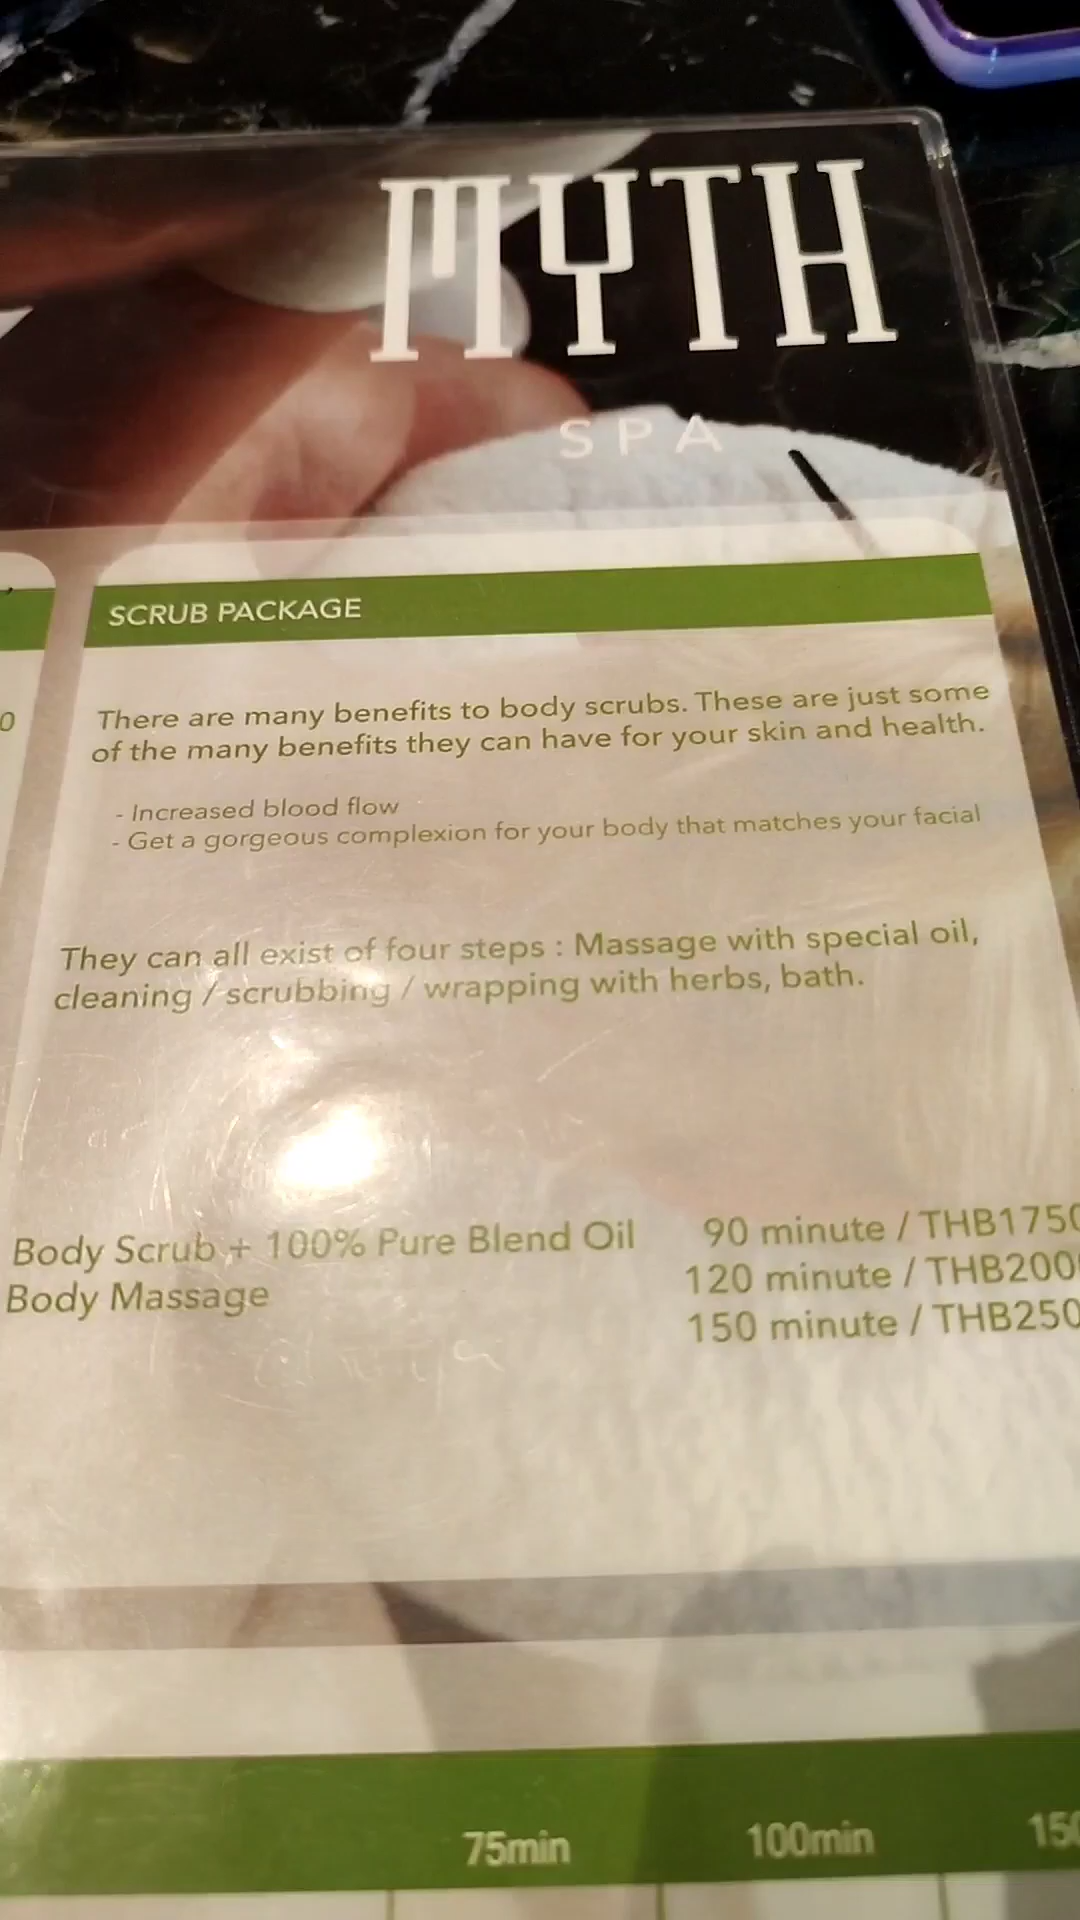 MYTH
SPA
SCRUB PACKAGE
There are many benefits to body scrubs. These are just some
of the many benefits they can have for your skin and health.
- Increased blood flow
- Get a gorgeous complexion for your body that matches your facial
They can all exist of four steps : Massage with special oil,
cleaning / scrubbing / wrapping with herbs, bath.
Body Scrub + 100% Pure Blend Oil
Body Massage
90 minute / THB1750
120 minute / THB200
150 minute / THB250
75min
100min